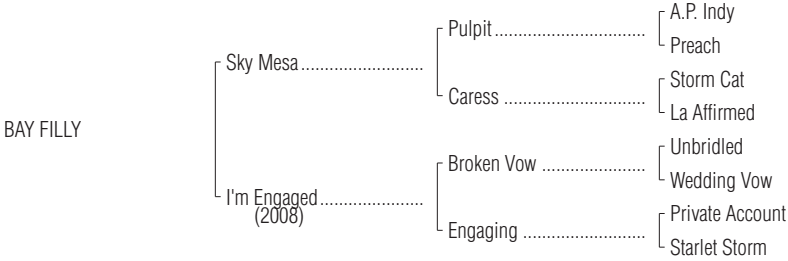 A.P. Indy
Pulpit..............................
Preach
Sky Mesa........................
Storm Cat
Caress ............................
La Affirmed
BAY FILLY
Unbridled
Broken Vow .....................
Wedding Vow
I'm Engaged....................
(2008)
Private Account
Engaging ........................
Starlet Storm